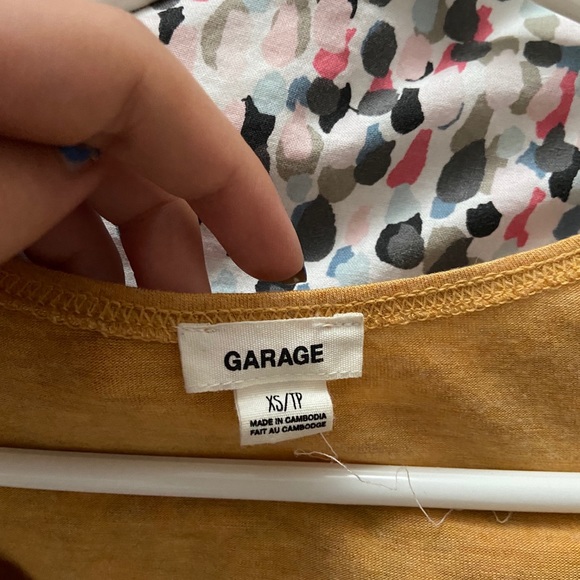 GARAGE
XS/TP
MADE IN CAMBODIA
FAIT AU CAMBODGE